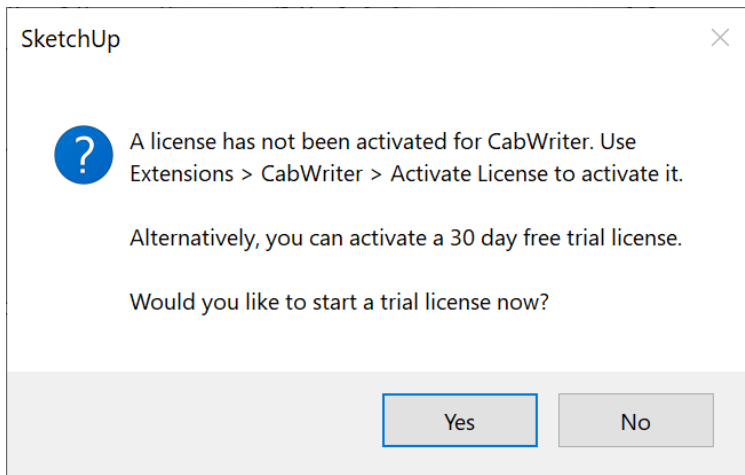 SketchUp
A license has not been activated for CabWriter. Use
Extensions > CabWriter > Activate License to activate it.
Alternatively, you can activate a 30 day free trial license.
Would you like to start a trial license now?
Yes
No